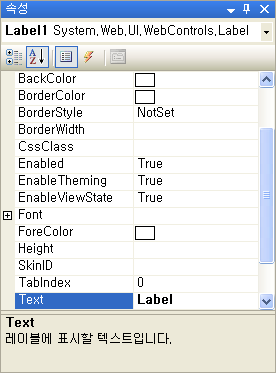 속성
Label1 System.Web.UI.WebControls.Label
BackColor
BorderColor
BorderStyle NotSet
BorderWidth
CssClass
Enabled True
EnableTheming True
EnableViewState True
Font
ForeColor
Height
SkinID
TabIndex 0
Text Label
Text
레이블에 표시할 텍스트입니다.